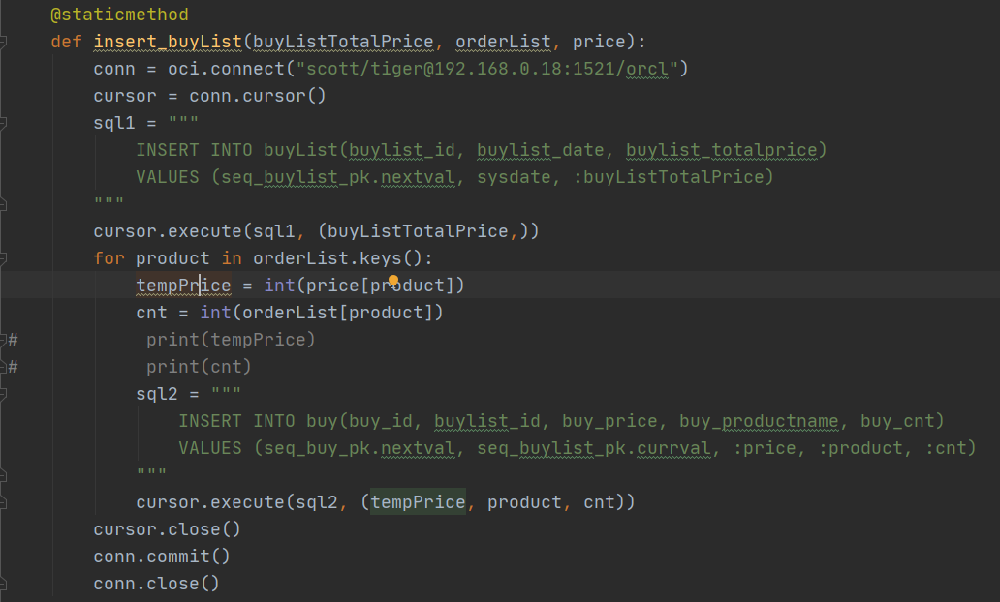 @staticmethod
def insert_buyList(buyListTotalPrice, orderList, price):
conn = oci.connect("scott/tiger@192.168.0.18:1521/orcl")
cursor = conn.cursor()
sql1 = """
INSERT INTO buyList(buylist_id, buylist_date, buylist_totalprice)
VALUES (seq_buylist_pk.nextval, sysdate, :buyListTotalPrice)
"""
cursor.execute(sql1, (buyListTotalPrice,))
for product in orderList.keys():
tempPrice = int(price[product])
cnt = int(orderList[product])
# print(tempPrice)
# print(cnt)
sql2 = """
INSERT INTO buy(buy_id, buylist_id, buy_price, buy_productname, buy_cnt)
VALUES (seq_buy_pk.nextval, seq_buylist_pk.currval, :price, :product, :cnt)
"""
cursor.execute(sql2, (tempPrice, product, cnt))
cursor.close()
conn.commit()
conn.close()